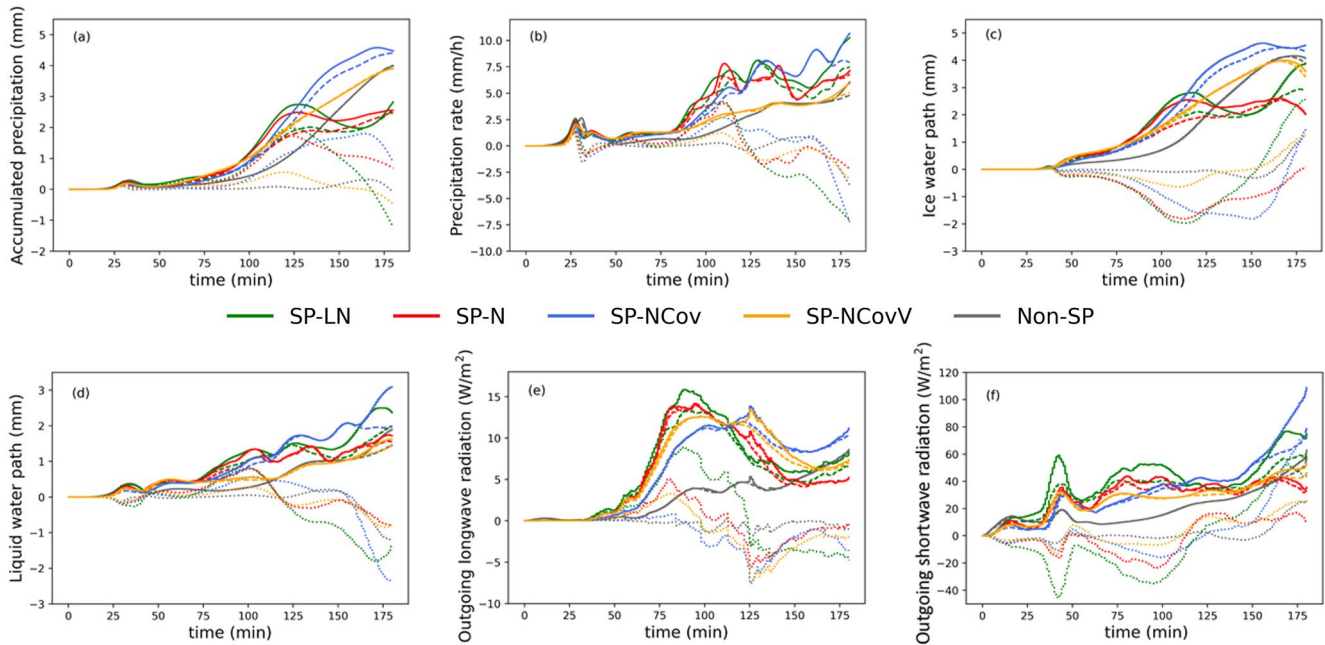 (a)
Accumulated precipitation (mm)
5
4
3
2
1
0
−1
−2
0 25 50 75 100 125 150 175
time (min)
(b)
Precipitation rate (mm/h)
10.0
7.5
5.0
2.5
0.0
−2.5
−5.0
−7.5
−10.0
0 25 50 75 100 125 150 175
time (min)
(c)
Ice water path (mm)
5
4
3
2
1
0
−1
−2
−3
0 25 50 75 100 125 150 175
time (min)
SP-LN SP-N SP-NCov SP-NCovV Non-SP
(d)
Liquid water path (mm)
3
2
1
0
−1
−2
−3
0 25 50 75 100 125 150 175
time (min)
(e)
Outgoing longwave radiation (W/m²)
15
10
5
0
−5
−10
0 25 50 75 100 125 150 175
time (min)
(f)
Outgoing shortwave radiation (W/m²)
120
100
80
60
40
20
0
−20
−40
0 25 50 75 100 125 150 175
time (min)